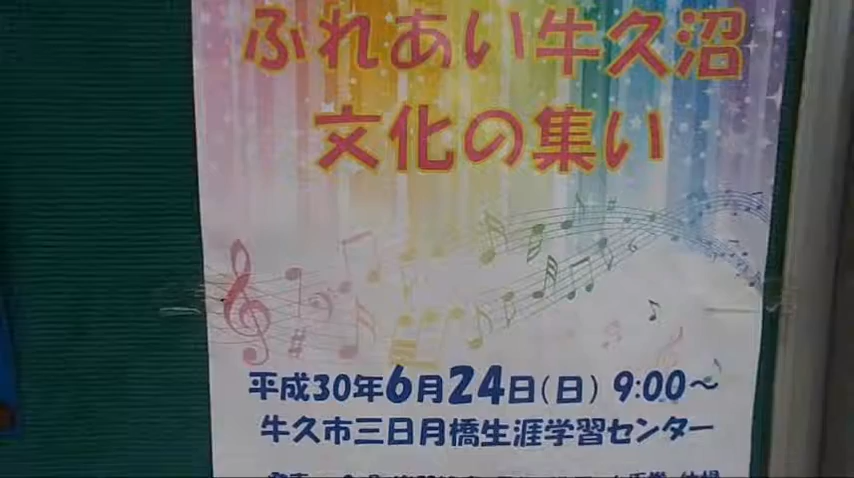 ふれあい牛久沼
文化の集い
平成30年6月24日(日) 9:00～
牛久市三日月橋生涯学習センター